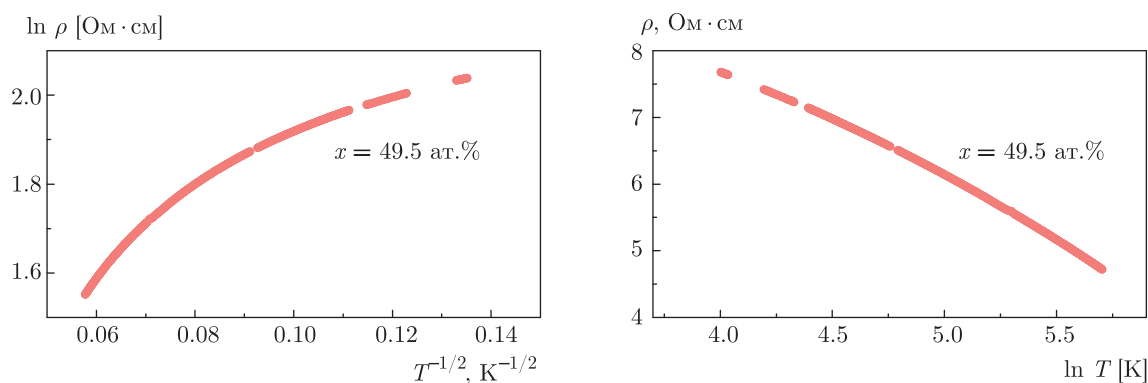 ln ρ [Ом · см]
2.0
1.8
1.6
x = 49.5 ат.%
0.06 0.08 0.10 0.12 0.14
T⁻¹/², K⁻¹/²
ρ, Ом · см
8
7
6
5
4
x = 49.5 ат.%
4.0 4.5 5.0 5.5
ln T [K]